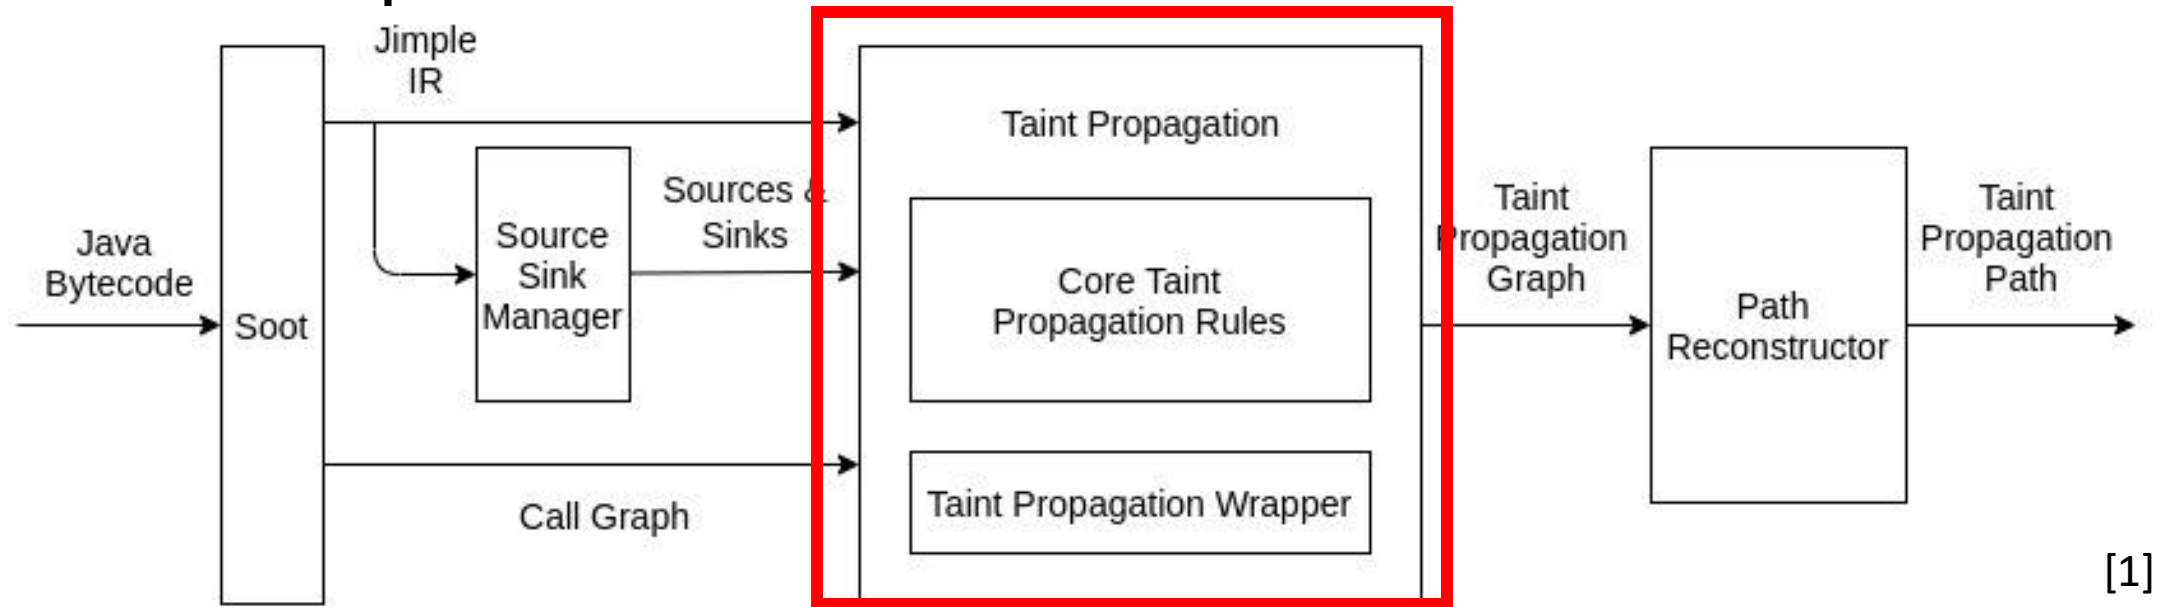 Jimple
IR
Java
Bytecode
Soot
Source
Sink
Manager
Sources &
Sinks
Call Graph
Taint Propagation
Core Taint
Propagation Rules
Taint Propagation Wrapper
Taint
Propagation
Graph
Path
Reconstructor
Taint
Propagation
Path
[1]